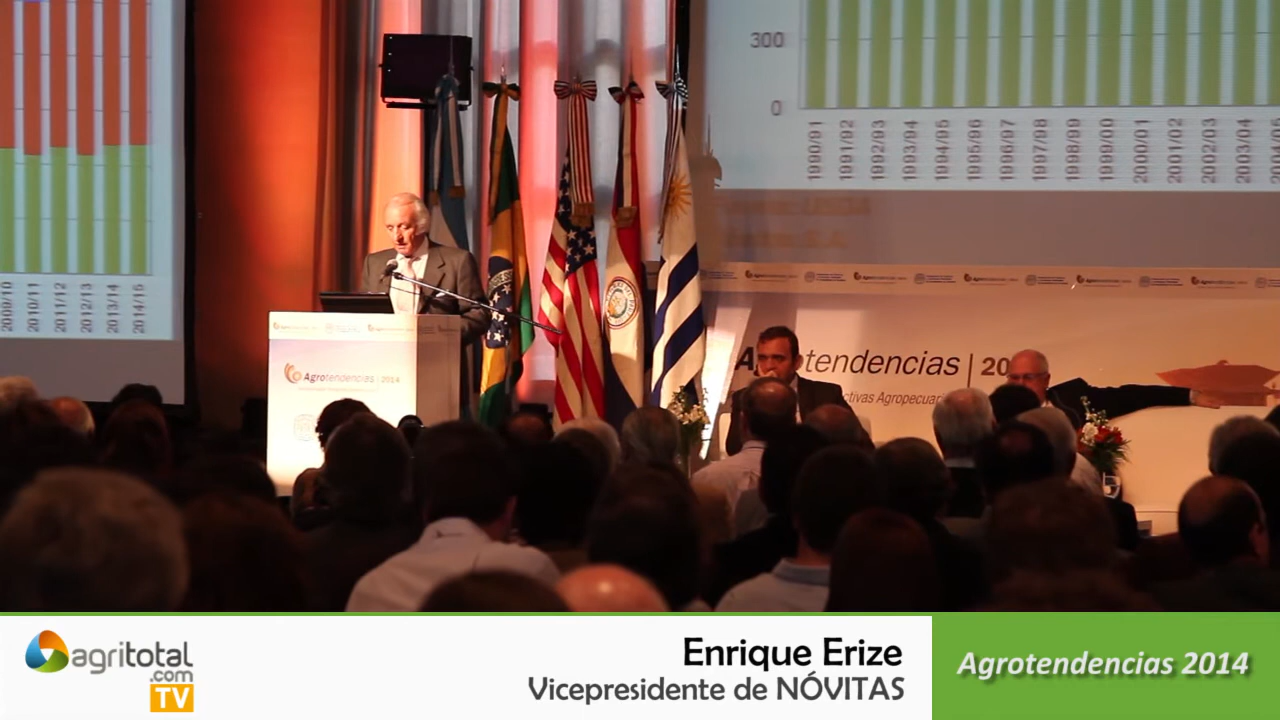 300
0
1990/91
1991/92
1992/93
1993/94
1994/95
1995/96
1996/97
1997/98
1998/99
1999/00
2000/01
2001/02
2002/03
2003/04
2009/10
2010/11
2011/12
2012/13
2013/14
2014/15
Agrotendencias | 2014
Agrotendencias | 20
ctivas Agropecuari
agritotal
.com
TV
Enrique Erize
Vicepresidente de NÓVITAS
Agrotendencias 2014